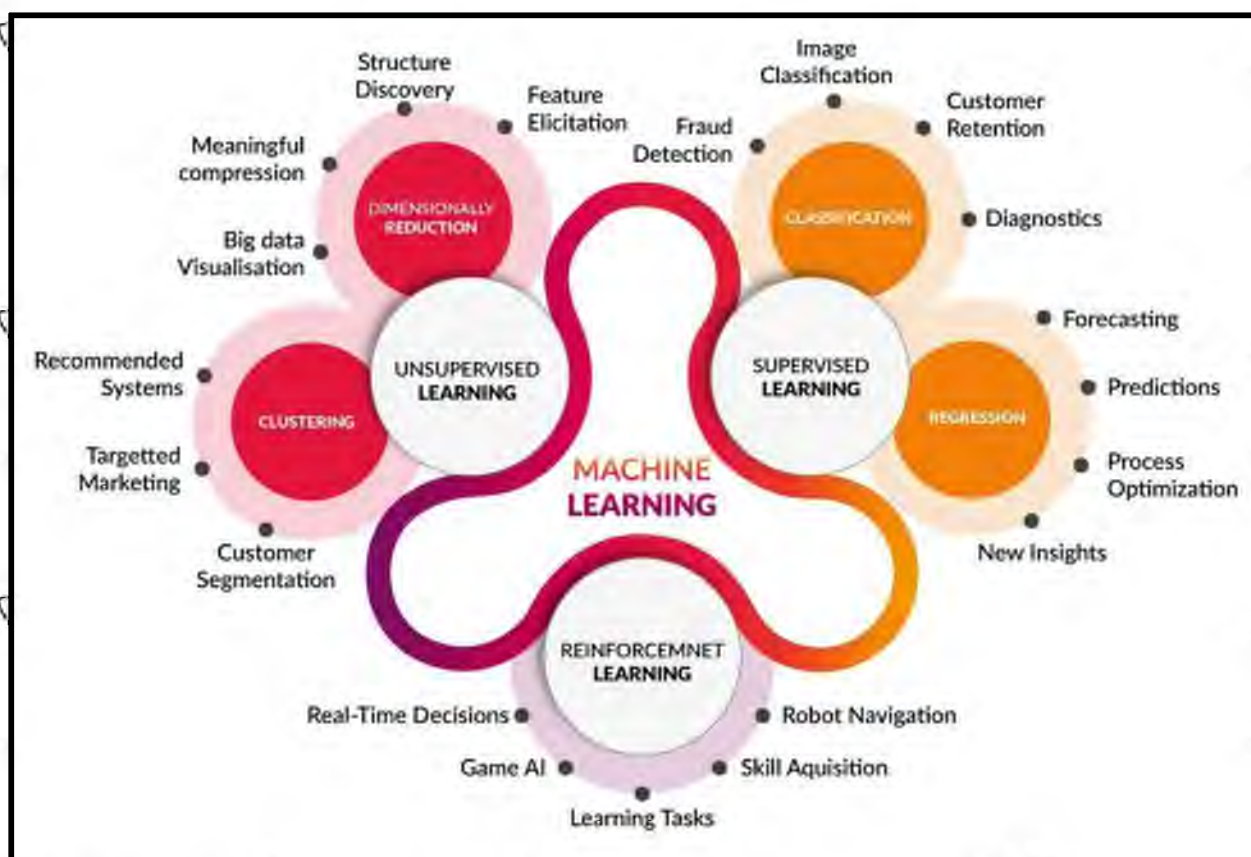 Structure
Discovery
Feature
Elicitation
Meaningful
compression
Big data
Visualisation
DIMENSIONALLY
REDUCTION
Recommended
Systems
Targetted
Marketing
Customer
Segmentation
CLUSTERING
UNSUPERVISED
LEARNING
Image
Classification
Fraud
Detection
Customer
Retention
Diagnostics
CLASSIFICATION
SUPERVISED
LEARNING
Forecasting
Predictions
Process
Optimization
New Insights
REGRESSION
MACHINE
LEARNING
REINFORCEMNET
LEARNING
Real-Time Decisions
Game AI
Learning Tasks
Skill Aquisition
Robot Navigation